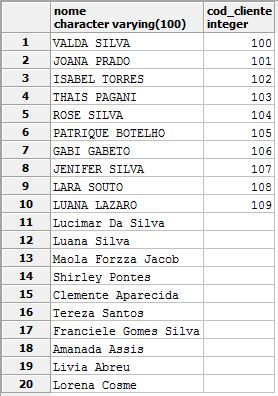 nome cod_cliente
character varying(100) integer
1 VALDA SILVA 100
2 JOANA PRADO 101
3 ISABEL TORRES 102
4 THAIS PAGANI 103
5 ROSE SILVA 104
6 PATRIQUE BOTELHO 105
7 GABI GABETO 106
8 JENIFER SILVA 107
9 LARA SOUTO 108
10 LUANA LAZARO 109
11 Lucimar Da Silva
12 Luana Silva
13 Maola Forzza Jacob
14 Shirley Pontes
15 Clemente Aparecida
16 Tereza Santos
17 Franciele Gomes Silva
18 Amanada Assis
19 Livia Abreu
20 Lorena Cosme